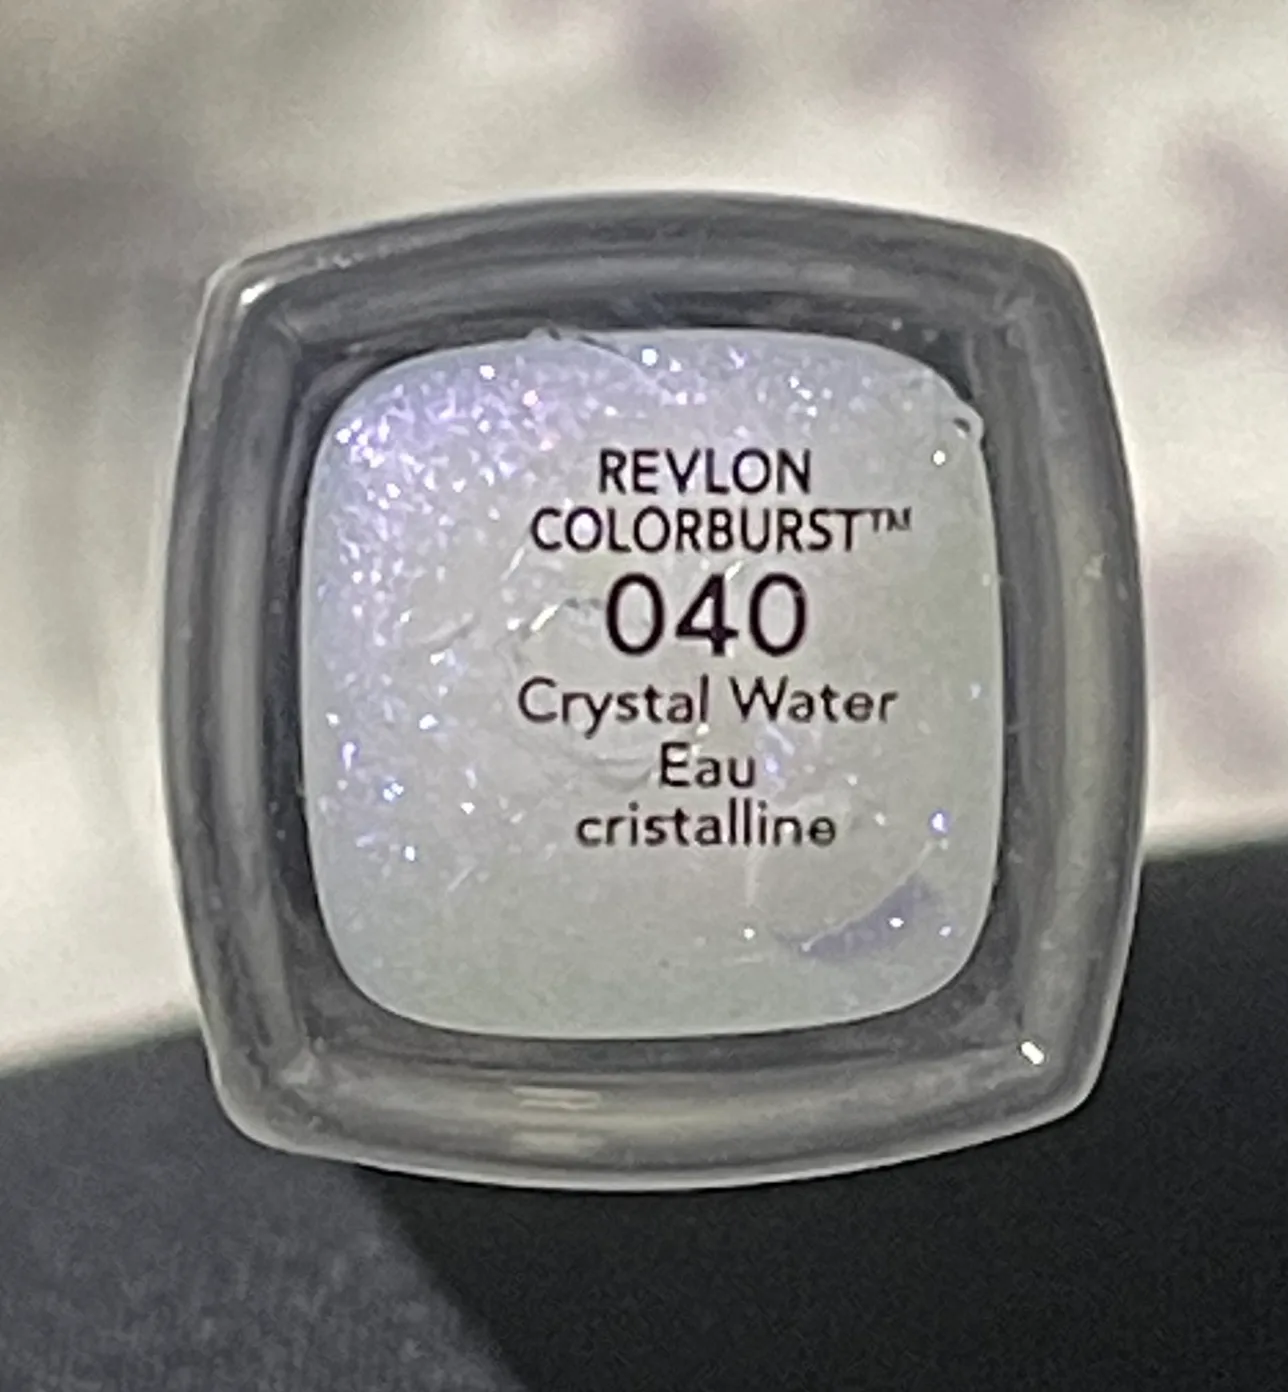 REVLON
COLORBURST™
040
Crystal Water
Eau
cristalline